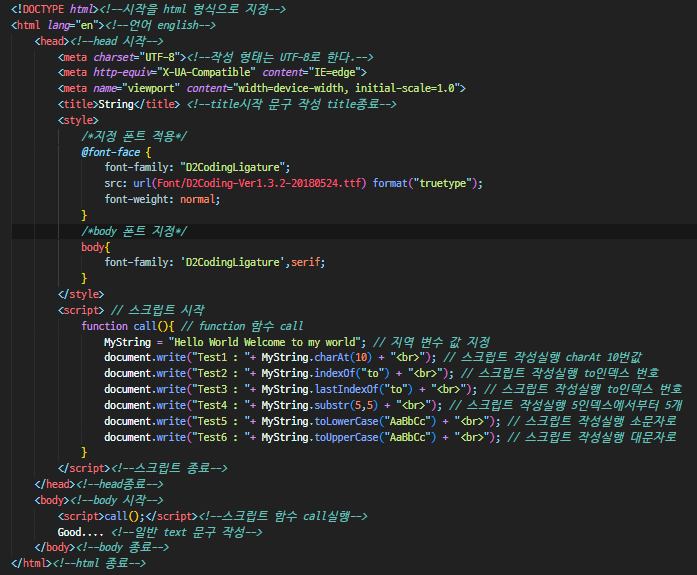 <!DOCTYPE html><!--시작을 html 형식으로 지정-->
<html lang="en"><!--언어 english-->
<head><!--head 시작-->
<meta charset="UTF-8"><!--작성 형태는 UTF-8로 한다.-->
<meta http-equiv="X-UA-Compatible" content="IE=edge">
<meta name="viewport" content="width=device-width, initial-scale=1.0">
<title>String</title> <!--title시작 문구 작성 title종료-->
<style>
/*지정 폰트 적용*/
@font-face {
font-family: "D2CodingLigature";
src: url(Font/D2Coding-Ver1.3.2-20180524.ttf) format("truetype");
font-weight: normal;
}
/*body 폰트 지정*/
body{
font-family: 'D2CodingLigature',serif;
}
</style>
<script> // 스크립트 시작
function call(){ // function 함수 call
MyString = "Hello World Welcome to my world"; // 지역 변수 값 지정
document.write("Test1 : "+ MyString.charAt(10) + "<br>"); // 스크립트 작성실행 charAt 10번값
document.write("Test2 : "+ MyString.indexOf("to") + "<br>"); // 스크립트 작성실행 to인덱스 번호
document.write("Test3 : "+ MyString.lastIndexOf("to") + "<br>"); // 스크립트 작성실행 to인덱스 번호
document.write("Test4 : "+ MyString.substr(5,5) + "<br>"); // 스크립트 작성실행 5인덱스에서부터 5개
document.write("Test5 : "+ MyString.toLowerCase("AaBbCc") + "<br>"); // 스크립트 작성실행 소문자로
document.write("Test6 : "+ MyString.toUpperCase("AaBbCc") + "<br>"); // 스크립트 작성실행 대문자로
}
</script><!--스크립트 종료-->
</head><!--head종료-->
<body><!--body 시작-->
<script>call();</script><!--스크립트 함수 call실행-->
Good.... <!--일반 text 문구 작성-->
</body><!--body 종료-->
</html><!--html 종료-->